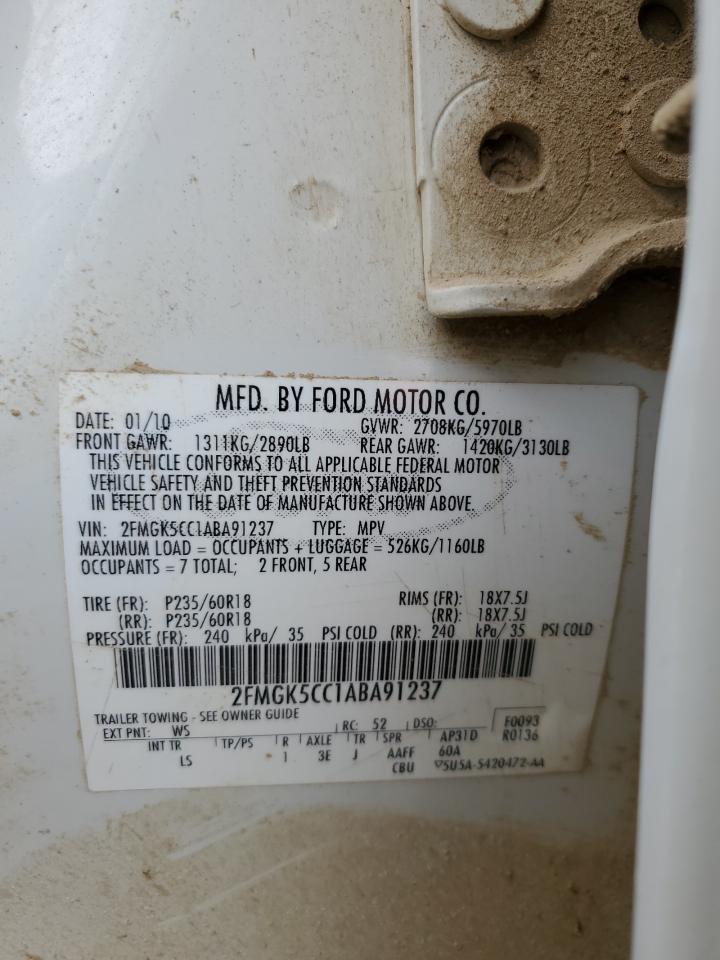 MFD. BY FORD MOTOR CO.
DATE: 01/10 GVWR: 2708KG/5970LB
FRONT GAWR: 1311KG/2890LB REAR GAWR: 1420KG/3130LB
THIS VEHICLE CONFORMS TO ALL APPLICABLE FEDERAL MOTOR
VEHICLE SAFETY AND THEFT PREVENTION STANDARDS
IN EFFECT ON THE DATE OF MANUFACTURE SHOWN ABOVE.
VIN: 2FMGK5CC1ABA91237 TYPE: MPV
MAXIMUM LOAD = OCCUPANTS + LUGGAGE = 526KG/1160LB
OCCUPANTS = 7 TOTAL; 2 FRONT, 5 REAR
TIRE (FR): P235/60R18 RIMS (FR): 18X7.5J
(RR): P235/60R18 (RR): 18X7.5J
PRESSURE (FR): 240 kPa/ 35 PSI COLD (RR): 240 kPa/ 35 PSI COLD
2FMGK5CC1ABA91237
TRAILER TOWING - SEE OWNER GUIDE
EXT PNT: WS RC: 52 DSO: F0093
INT TR TP/PS R AXLE TR SPR AP31D R0136
LS 1 3E J AAFF 60A
CBU 5U5A-5420472-AA